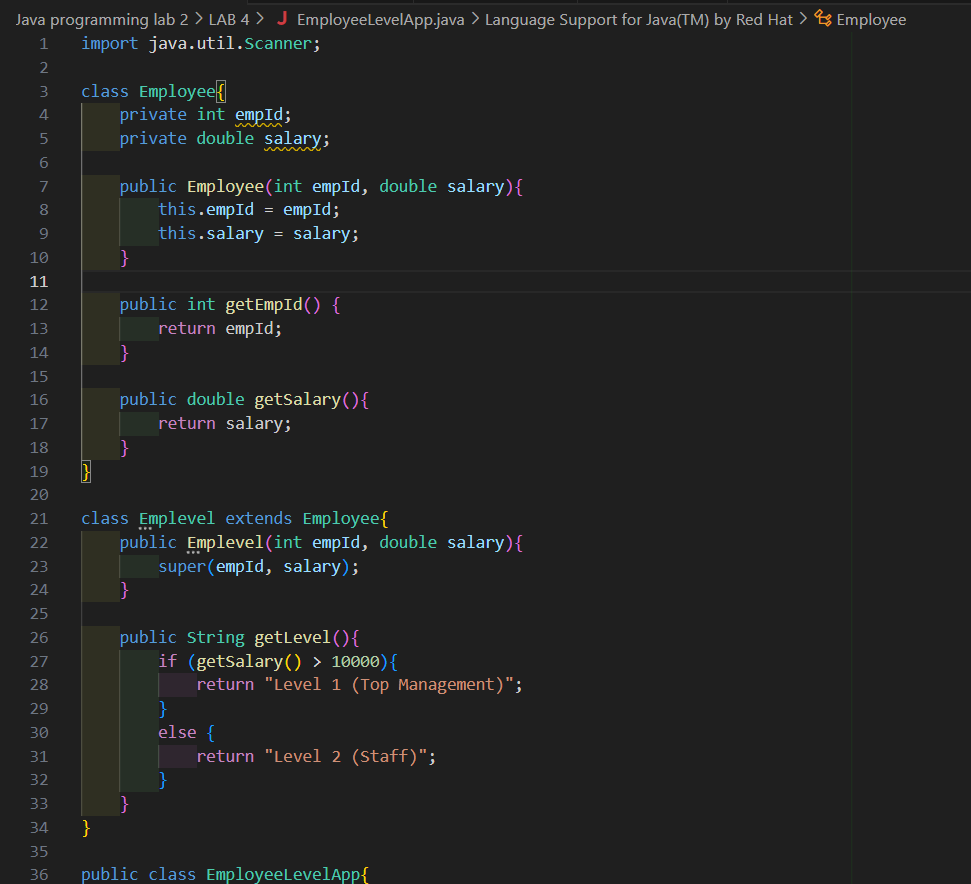 Java programming lab 2 > LAB 4 > J EmployeeLevelApp.java > Language Support for Java(TM) by Red Hat > Employee
1 import java.util.Scanner;
2
3 class Employee{
4     private int empId;
5     private double salary;
6
7     public Employee(int empId, double salary){
8         this.empId = empId;
9         this.salary = salary;
10     }
11
12     public int getEmpId() {
13         return empId;
14     }
15
16     public double getSalary(){
17         return salary;
18     }
19 }
20
21 class Emplevel extends Employee{
22     public Emplevel(int empId, double salary){
23         super(empId, salary);
24     }
25
26     public String getLevel(){
27         if (getSalary() > 10000){
28             return "Level 1 (Top Management)";
29         }
30         else {
31             return "Level 2 (Staff)";
32         }
33     }
34 }
35
36 public class EmployeeLevelApp{